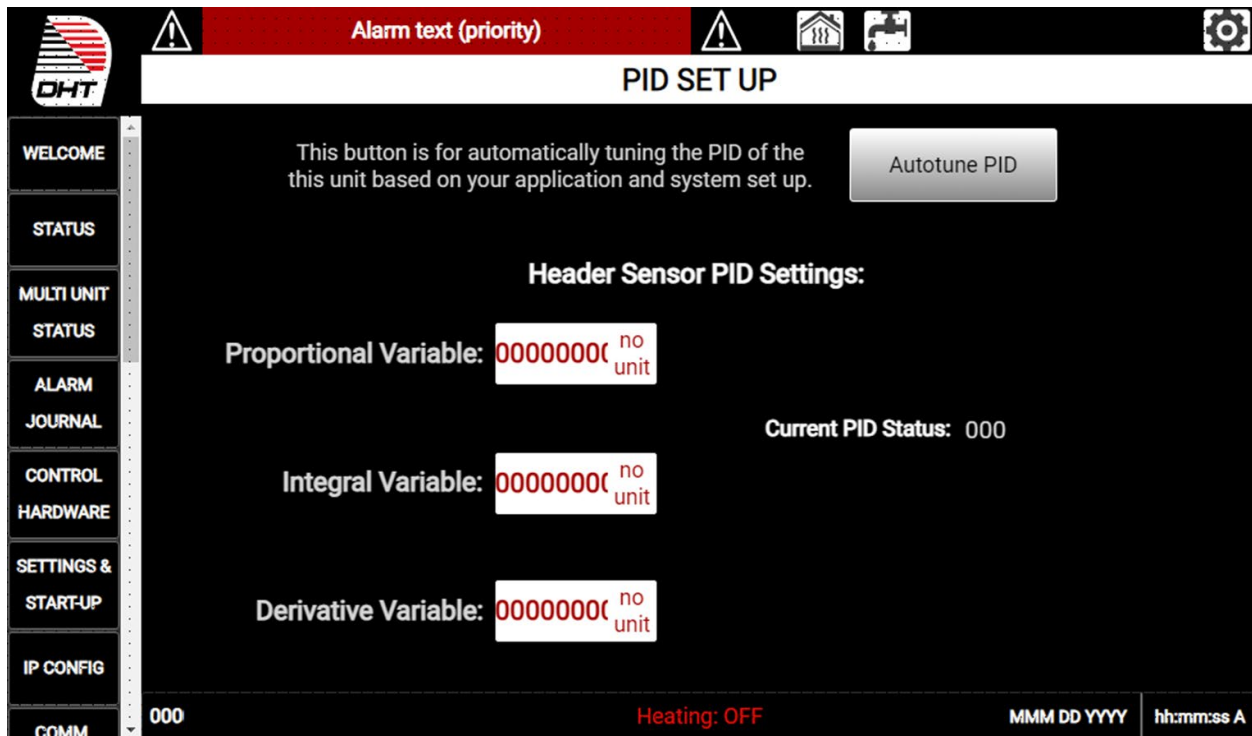 DHT
Alarm text (priority)
PID SET UP
WELCOME
STATUS
MULTI UNIT
STATUS
ALARM
JOURNAL
CONTROL
HARDWARE
SETTINGS &
START-UP
IP CONFIG
COMM
This button is for automatically tuning the PID of the
this unit based on your application and system set up.
Autotune PID
Header Sensor PID Settings:
Proportional Variable: 0000000( no
unit
Current PID Status: 000
Integral Variable: 0000000( no
unit
Derivative Variable: 0000000( no
unit
000
Heating: OFF
MMM DD YYYY
hh:mm:ss A